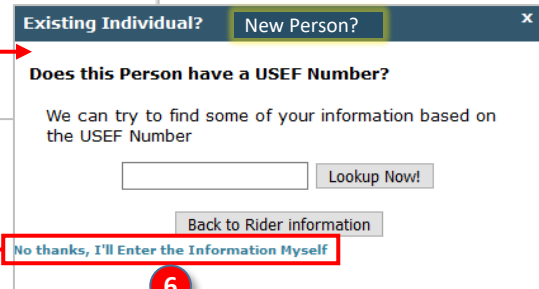 Existing Individual? New Person? x
Does this Person have a USEF Number?
We can try to find some of your information based on
the USEF Number
Lookup Now!
Back to Rider information
No thanks, I'll Enter the Information Myself
6